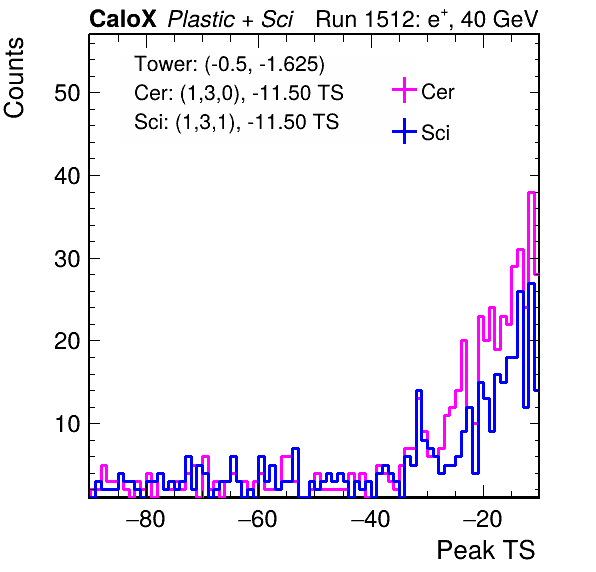 CaloX Plastic + Sci Run 1512: e+, 40 GeV
Counts
Tower: (-0.5, -1.625)
Cer: (1,3,0), -11.50 TS
Sci: (1,3,1), -11.50 TS
Cer
Sci
50
40
30
20
10
−80 −60 −40 −20
Peak TS